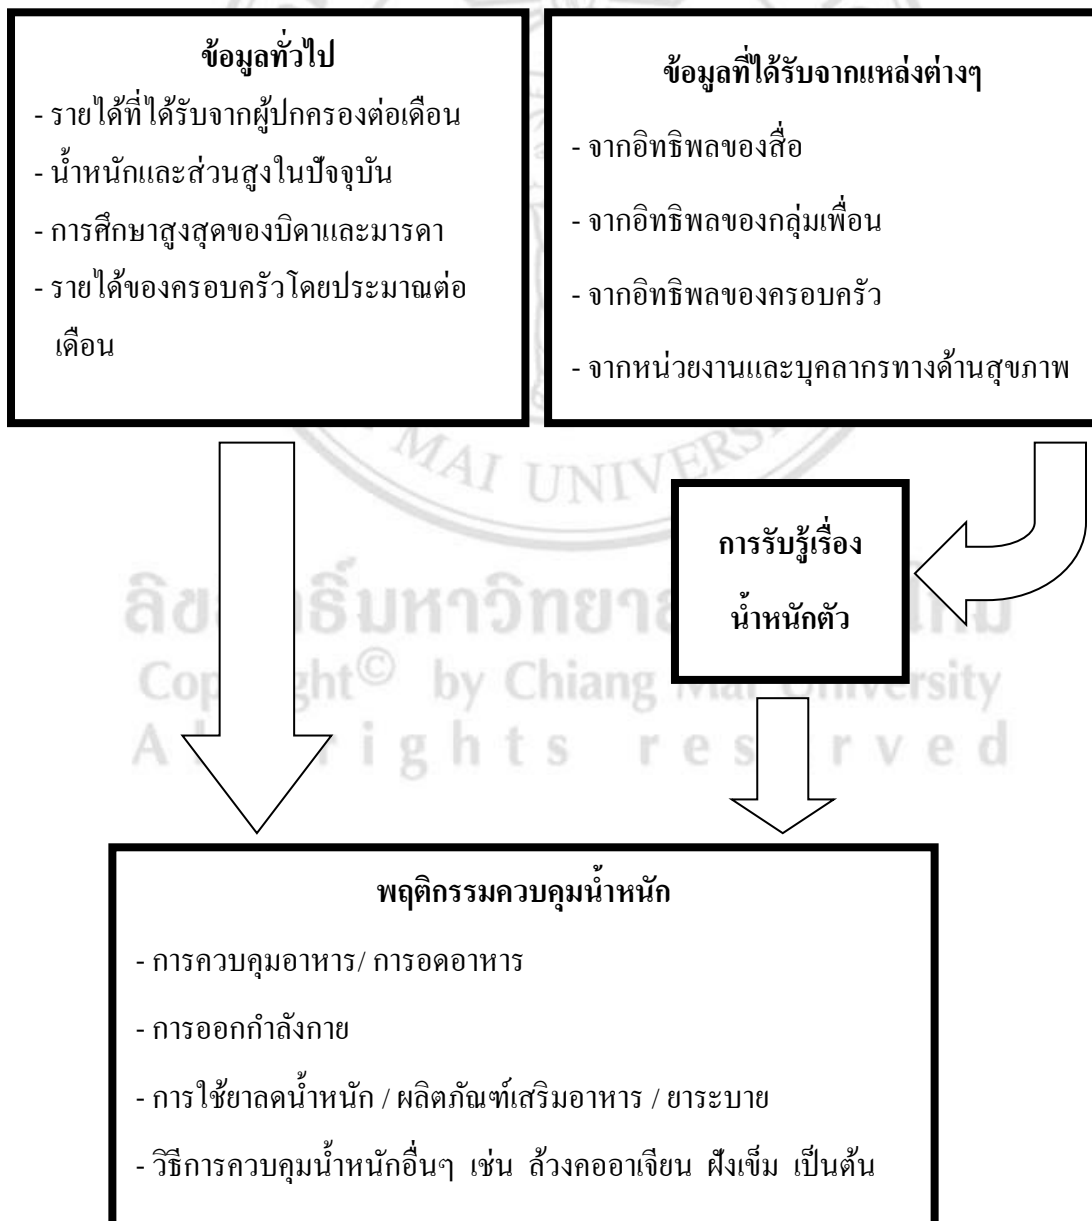 ข้อมูลทั่วไป
- รายได้ที่ได้รับจากผู้ปกครองต่อเดือน
- น้ำหนักและส่วนสูงในปัจจุบัน
- การศึกษาสูงสุดของบิดาและมารดา
- รายได้ของครอบครัวโดยประมาณต่อ
เดือน
ข้อมูลที่ได้รับจากแหล่งต่างๆ
- จากอิทธิพลของสื่อ
- จากอิทธิพลของกลุ่มเพื่อน
- จากอิทธิพลของครอบครัว
- จากหน่วยงานและบุคลากรทางด้านสุขภาพ
MAI UNIVERSI
การรับรู้เรื่อง
น้ำหนักตัว
by Chiang
rights
พฤติกรรมควบคุมน้ำหนัก
- การควบคุมอาหาร/ การอดอาหาร
- การออกกำลังกาย
- การใช้ยาลดน้ำหนัก / ผลิตภัณฑ์เสริมอาหาร / ยาระบาย
- วิธีการควบคุมน้ำหนักอื่นๆ เช่น ล้วงคออาเจียน ฝังเข็ม เป็นต้น